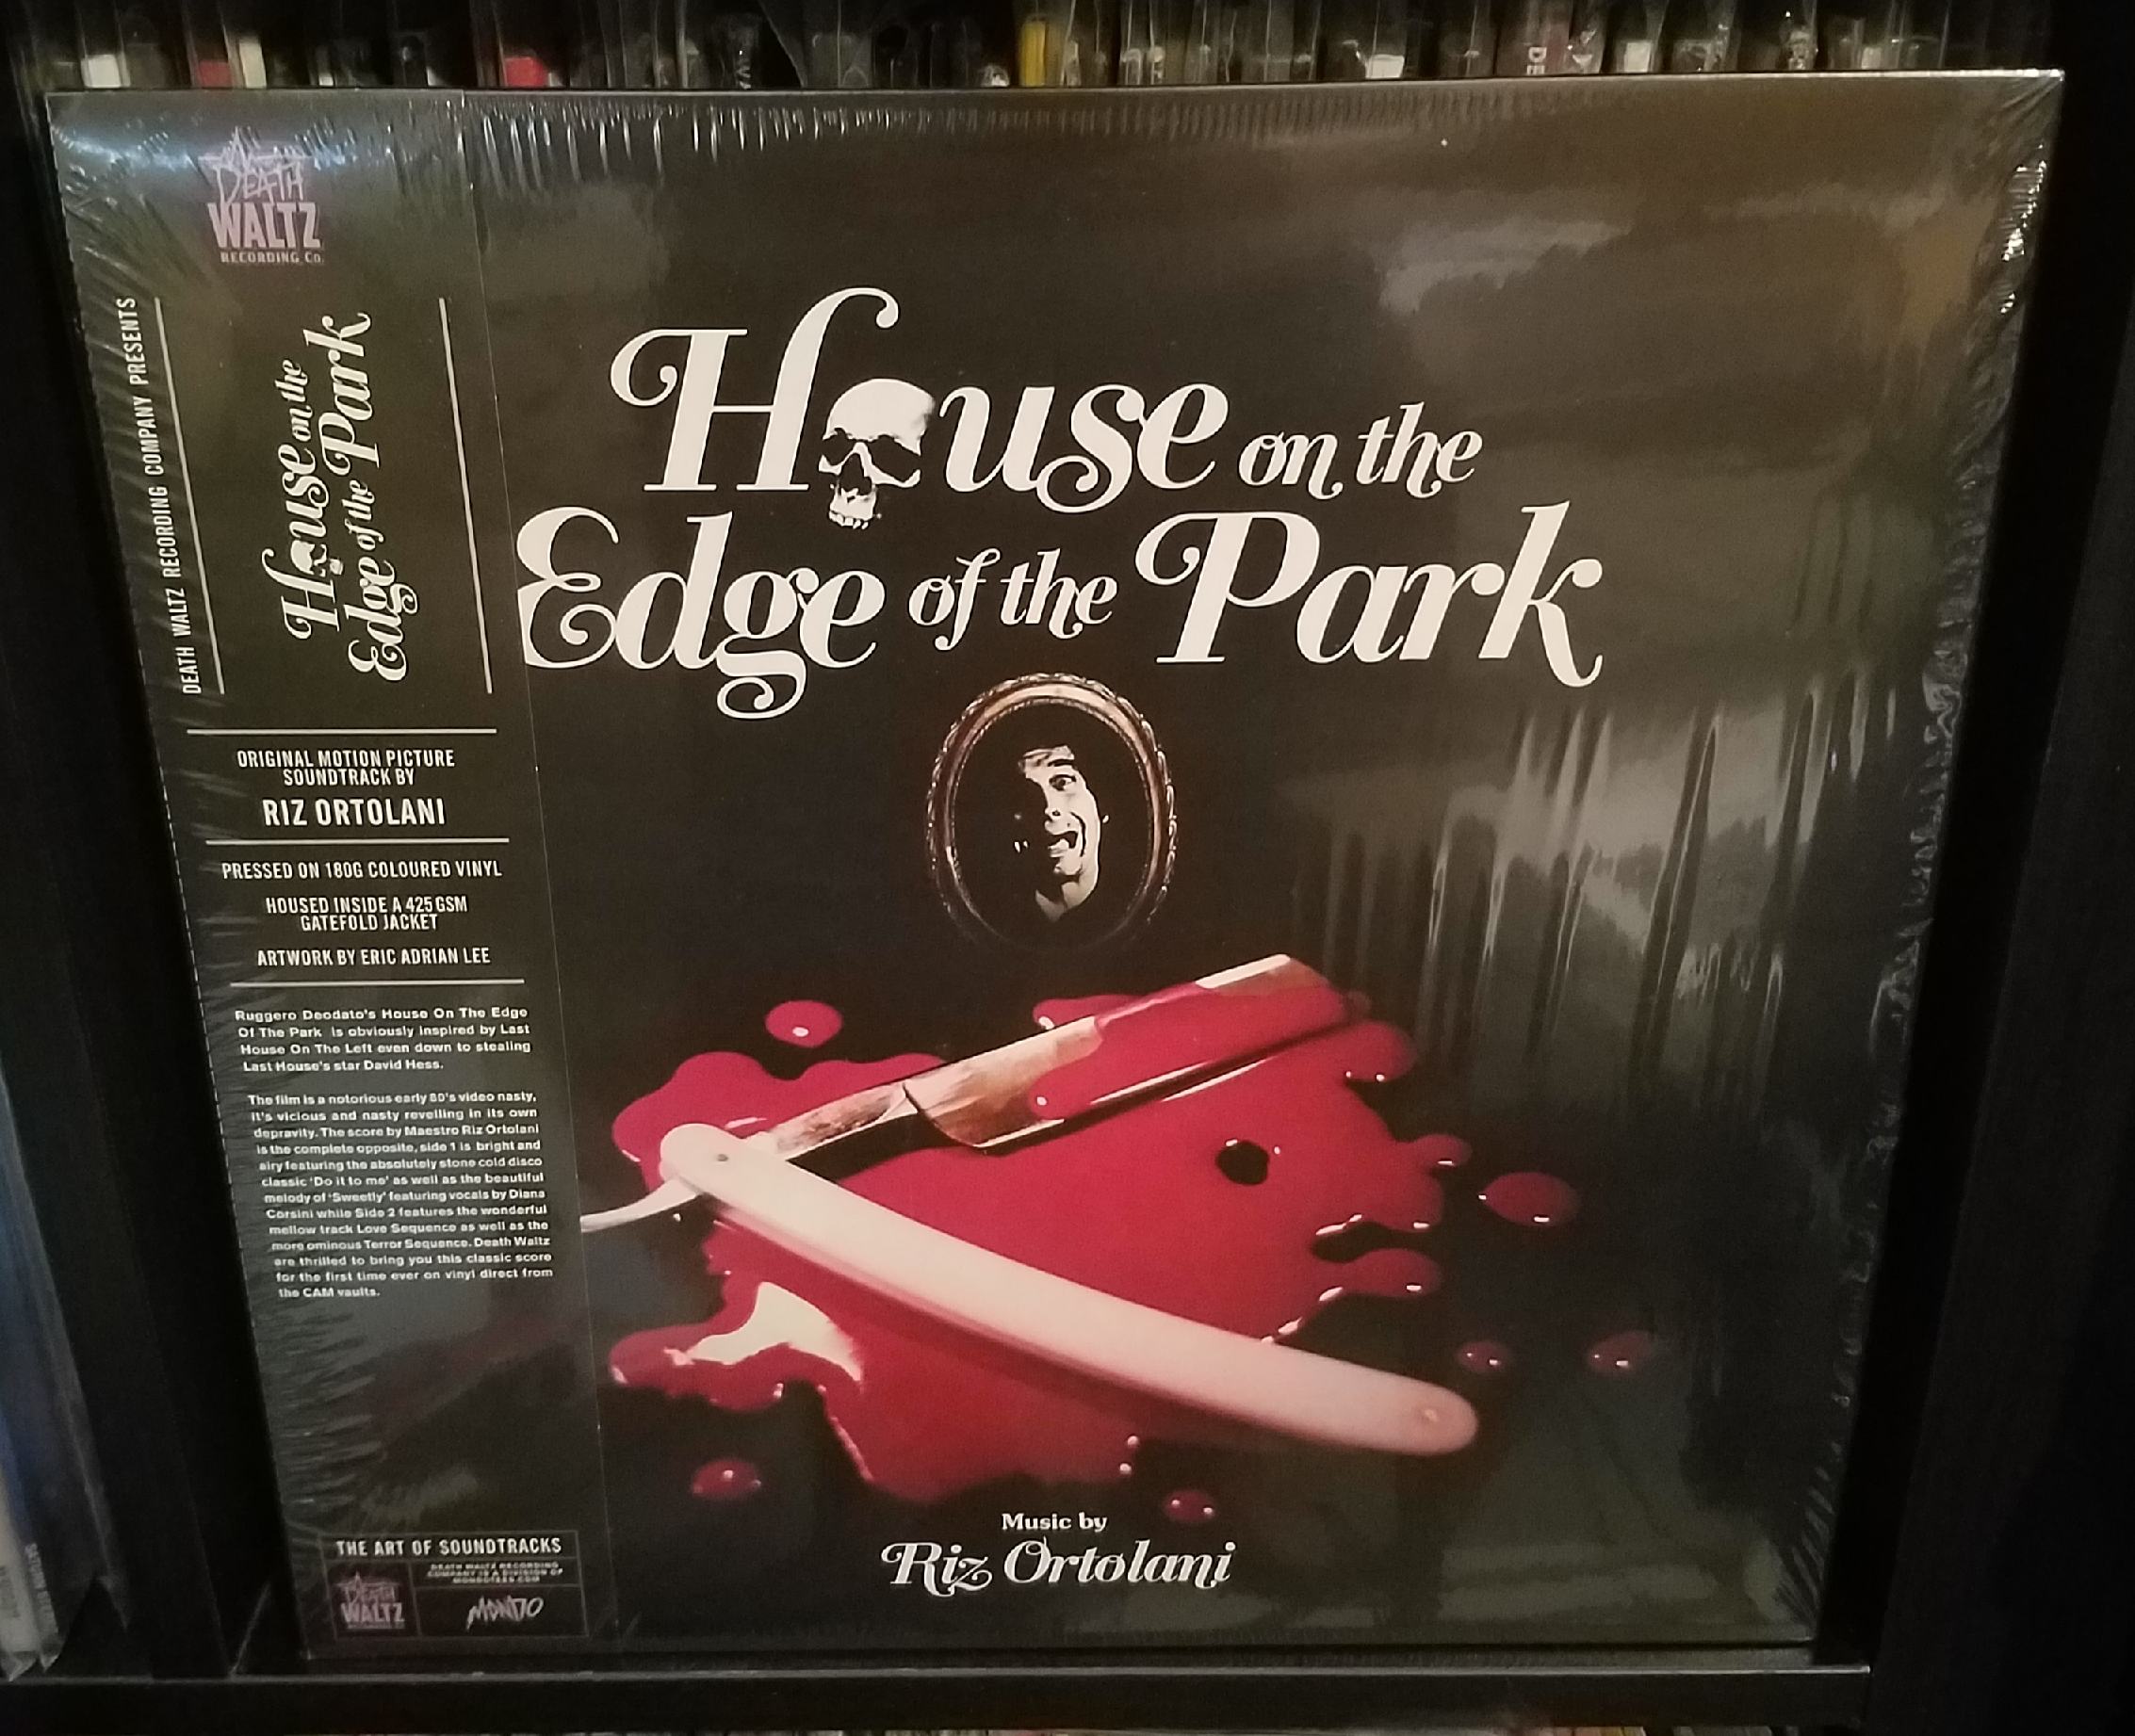 DEATH
WALTZ
RECORDING Co.
DEATH WALTZ RECORDING COMPANY PRESENTS
House on the
Edge of the Park
ORIGINAL MOTION PICTURE
SOUNDTRACK BY
RIZ ORTOLANI
PRESSED ON 180G COLOURED VINYL
HOUSED INSIDE A 425 GSM
GATEFOLD JACKET
ARTWORK BY ERIC ADRIAN LEE
Ruggero Deodato's House On The Edge
Of The Park is obviously inspired by Last
House On The Left even down to stealing
Last House's star David Hess.
The film is a notorious early 80's video nasty,
it's vicious and nasty revelling in its own
depravity. The score by Maestro Riz Ortolani
is the complete opposite, side 1 is bright and
airy featuring the absolutely stone cold disco
classic 'Do it to me' as well as the beautiful
melody of 'Sweetly' featuring vocals by Diana
Corsini while Side 2 features the wonderful
mellow track Love Sequence as well as the
more ominous Terror Sequence. Death Waltz
are thrilled to bring you this classic score
for the first time ever on vinyl direct from
the CAM vaults.
THE ART OF SOUNDTRACKS
DEATH WALTZ RECORDING
COMPANY IS A DIVISION OF
MONDOTEES.COM
DEATH
WALTZ
MONDO
House on the
Edge of the Park
Music by
Riz Ortolani